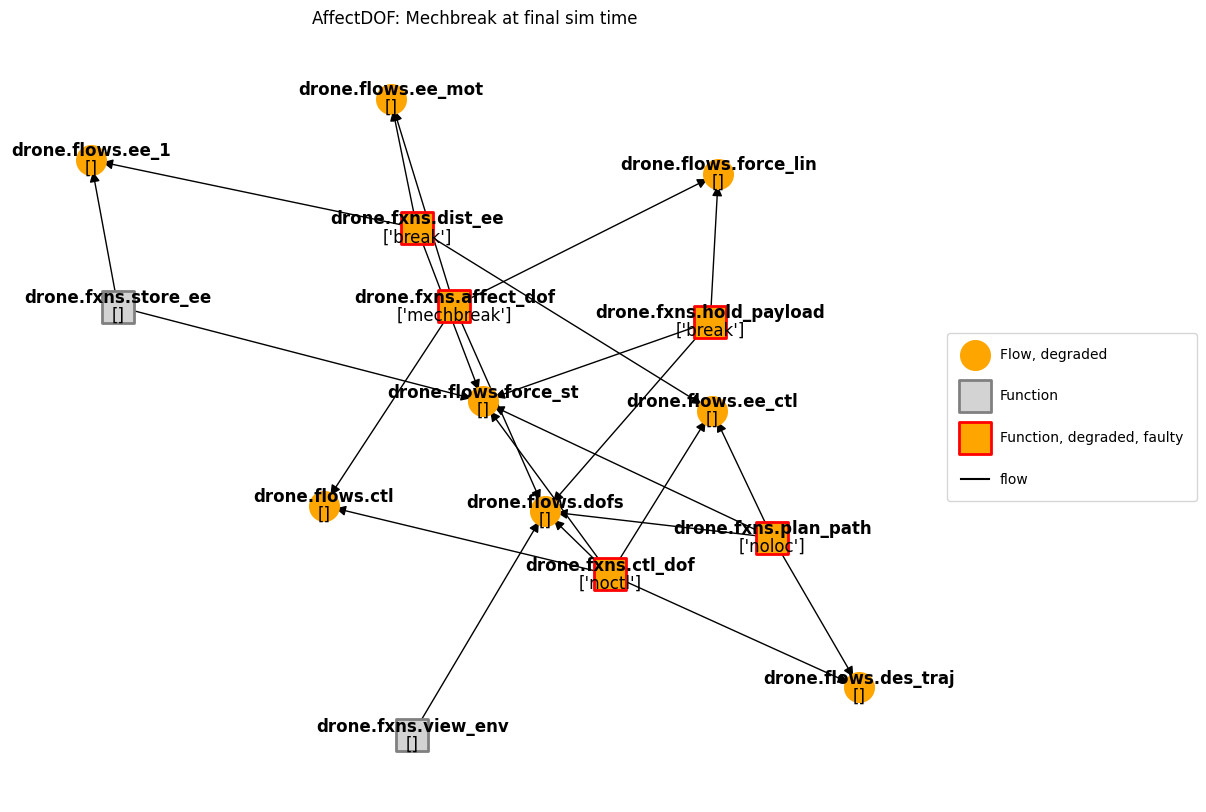 AffectDOF: Mechbreak at final sim time
drone.flows.ee_mot
[]
drone.flows.ee_1
[]
drone.flows.force_lin
[]
drone.fxns.dist_ee
['break']
drone.fxns.store_ee
[]
drone.fxns.affect_dof
['mechbreak']
drone.fxns.hold_payload
['break']
drone.flows.force_st
[]
drone.flows.ee_ctl
[]
drone.flows.ctl
[]
drone.flows.dofs
[]
drone.fxns.plan_path
['noloc']
drone.fxns.ctl_dof
['noctl']
drone.flows.des_traj
[]
drone.fxns.view_env
[]
Flow, degraded
Function
Function, degraded, faulty
flow